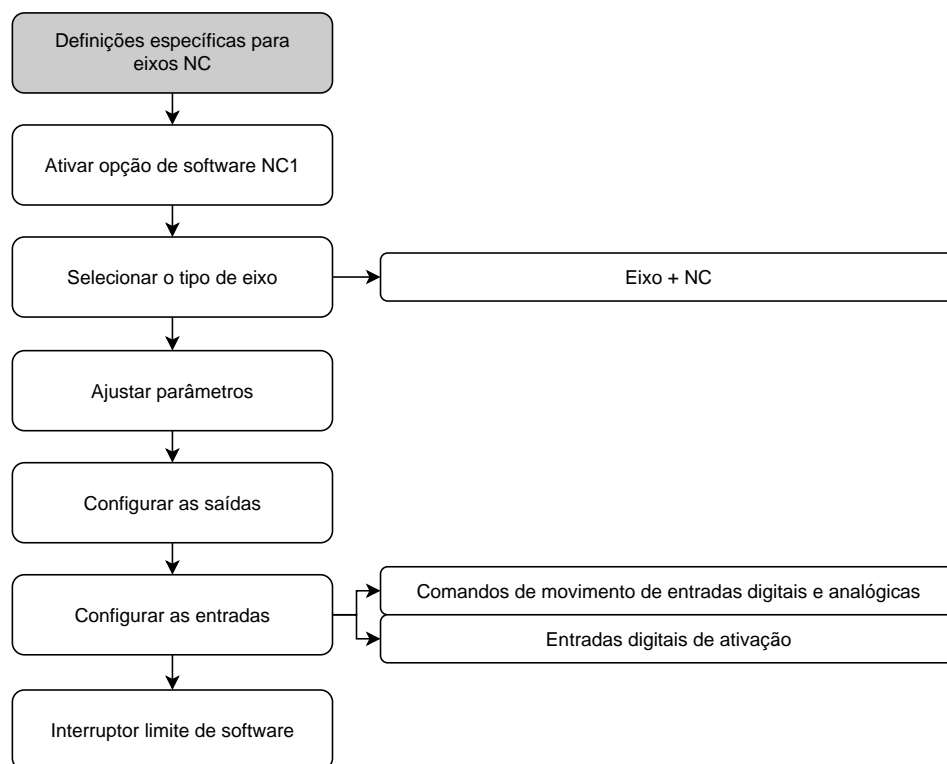 Definições específicas para
eixos NC
Ativar opção de software NC1
Selecionar o tipo de eixo
Eixo + NC
Ajustar parâmetros
Configurar as saídas
Configurar as entradas
Comandos de movimento de entradas digitais e analógicas
Entradas digitais de ativação
Interruptor limite de software